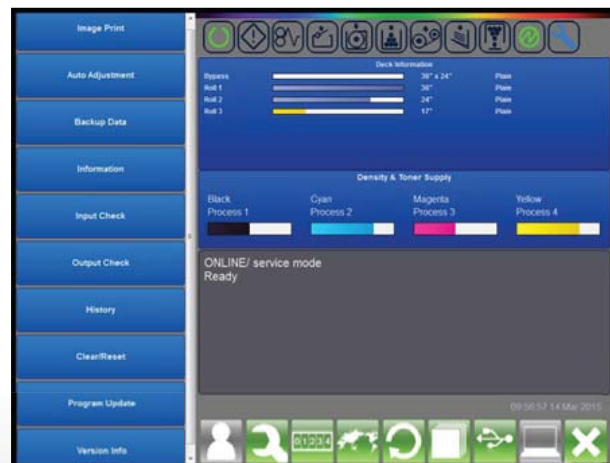 Image Print
Auto Adjustment
Backup Data
Information
Input Check
Output Check
History
Clear/Reset
Program Update
Version Info
Deck Information
Bypass 36" x 24" Plain
Roll 1 36" Plain
Roll 2 24" Plain
Roll 3 17" Plain
Density & Toner Supply
Black Cyan Magenta Yellow
Process 1 Process 2 Process 3 Process 4
ONLINE/ service mode
Ready
09:56:57 14 Mar 2015
01234